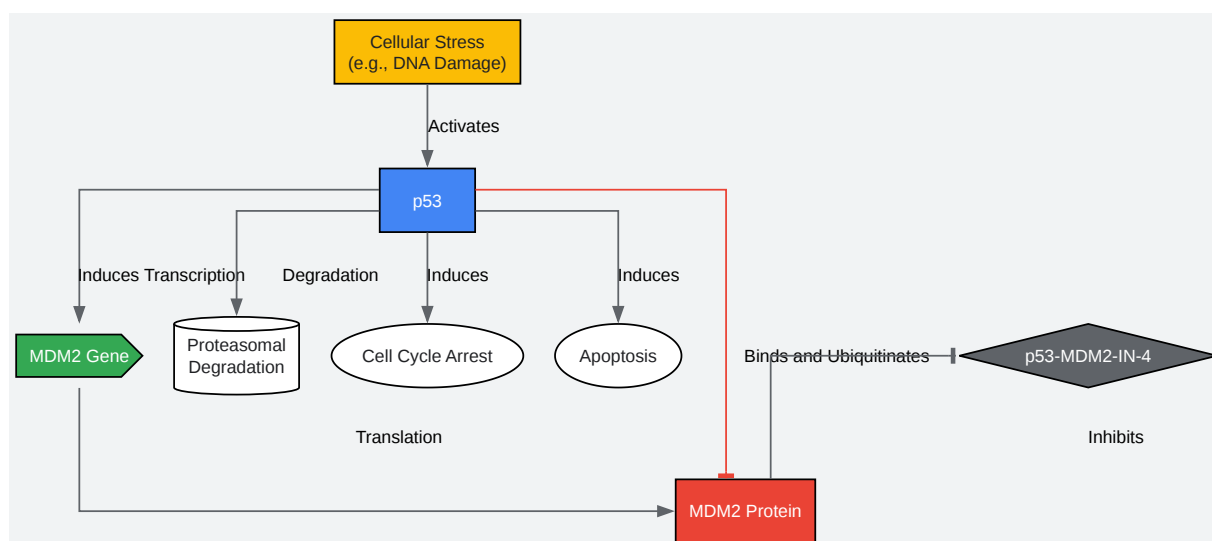 Cellular Stress
(e.g., DNA Damage)
Activates
p53
Induces Transcription
Degradation
Induces
Induces
MDM2 Gene
Proteasomal
Degradation
Cell Cycle Arrest
Apoptosis
Binds and Ubiquitinates
p53-MDM2-IN-4
Translation
Inhibits
MDM2 Protein